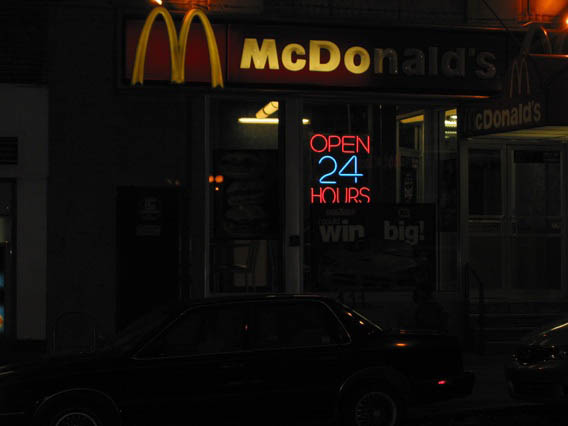 McDonald's
cDonald's
OPEN
24
HOURS
win big!